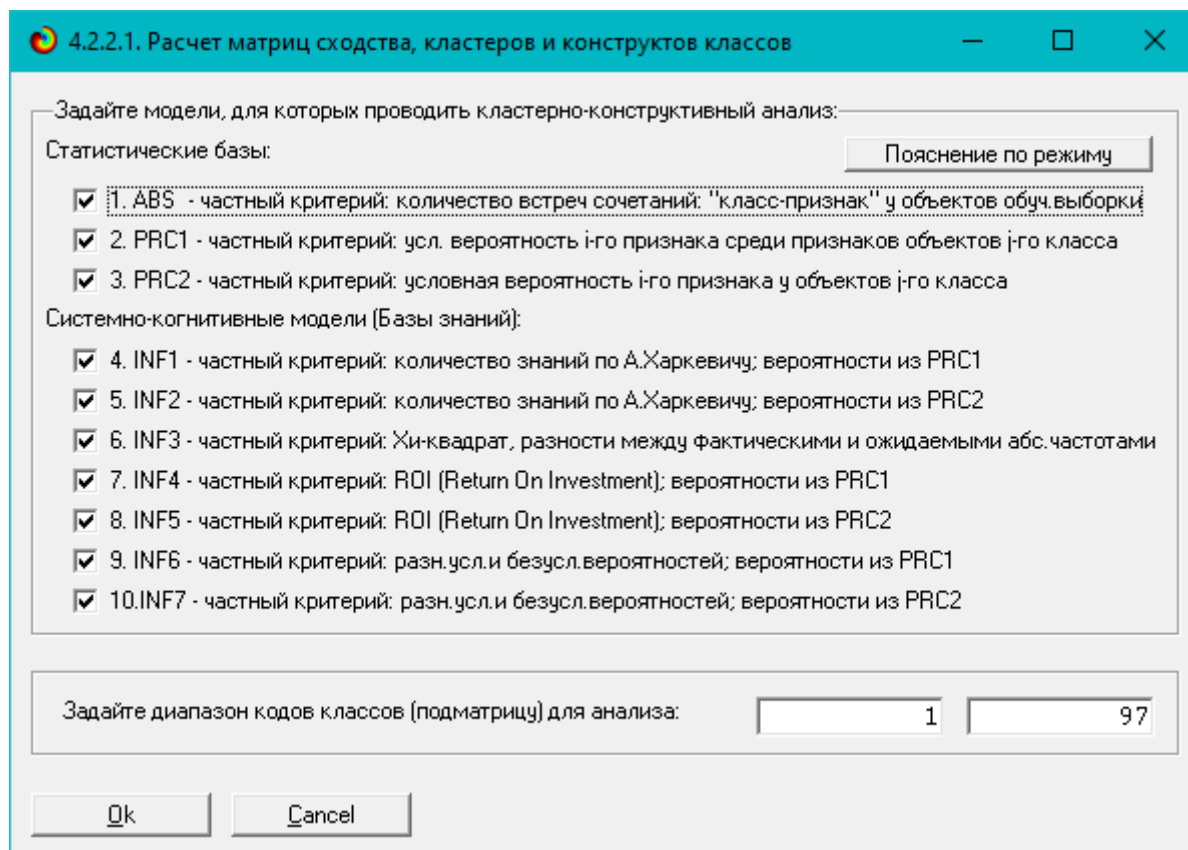 4.2.2.1. Расчет матриц сходства, кластеров и конструктов классов
Задайте модели, для которых проводить кластерно-конструктивный анализ:
Статистические базы:
Пояснение по режиму
1. ABS - частный критерий: количество встреч сочетаний: "класс-признак" у объектов обуч.выборки
2. PRC1 - частный критерий: усл. вероятность i-го признака среди признаков объектов j-го класса
3. PRC2 - частный критерий: условная вероятность i-го признака у объектов j-го класса
Системно-когнитивные модели (Базы знаний):
4. INF1 - частный критерий: количество знаний по А.Харкевичу; вероятности из PRC1
5. INF2 - частный критерий: количество знаний по А.Харкевичу; вероятности из PRC2
6. INF3 - частный критерий: Хи-квадрат, разности между фактическими и ожидаемыми абс.частотами
7. INF4 - частный критерий: ROI (Return On Investment); вероятности из PRC1
8. INF5 - частный критерий: ROI (Return On Investment); вероятности из PRC2
9. INF6 - частный критерий: разн.усл.и безусл.вероятностей; вероятности из PRC1
10.INF7 - частный критерий: разн.усл.и безусл.вероятностей; вероятности из PRC2
Задайте диапазон кодов классов (подматрицу) для анализа: 1 97
Ok Cancel